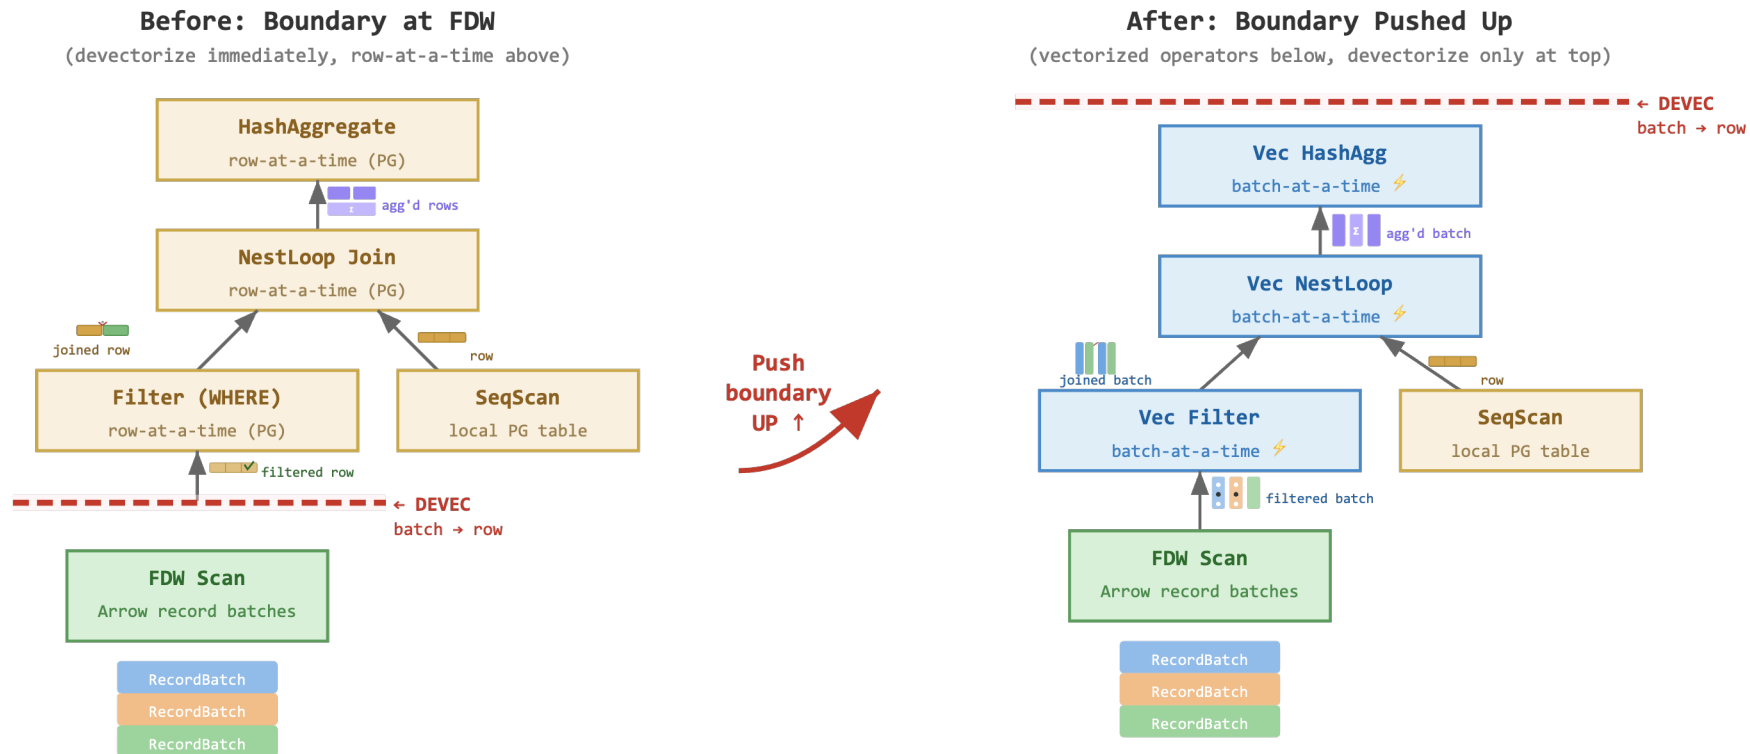 Before: Boundary at FDW
(devectorize immediately, row-at-a-time above)
HashAggregate
row-at-a-time (PG)
Σ
agg'd rows
NestLoop Join
row-at-a-time (PG)
joined row
row
Filter (WHERE)
row-at-a-time (PG)
SeqScan
local PG table
filtered row
← DEVEC
batch → row
FDW Scan
Arrow record batches
RecordBatch
RecordBatch
RecordBatch
Push
boundary
UP ↑
After: Boundary Pushed Up
(vectorized operators below, devectorize only at top)
← DEVEC
batch → row
Vec HashAgg
batch-at-a-time ⚡
Σ
agg'd batch
Vec NestLoop
batch-at-a-time ⚡
joined batch
row
Vec Filter
batch-at-a-time ⚡
SeqScan
local PG table
filtered batch
FDW Scan
Arrow record batches
RecordBatch
RecordBatch
RecordBatch